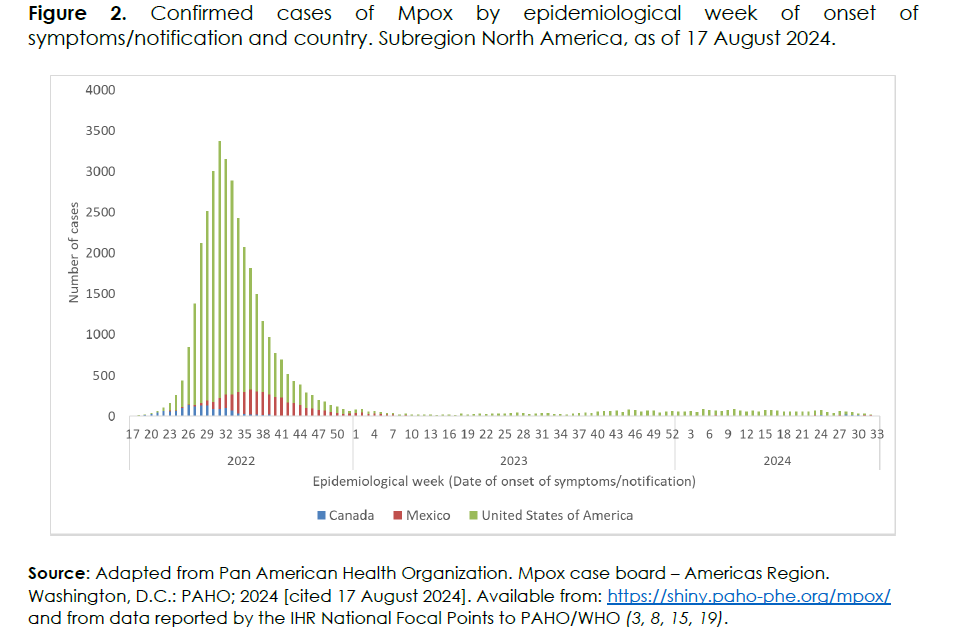 Figure 2. Confirmed cases of Mpox by epidemiological week of onset of
symptoms/notification and country. Subregion North America, as of 17 August 2024.
4000
3500
3000
2500
2000
1500
1000
500
0
Number of cases
17 20 23 26 29 32 35 38 41 44 47 50 1 4 7 10 13 16 19 22 25 28 31 34 37 40 43 46 49 52 3 6 9 12 15 18 21 24 27 30 33
2022 2023 2024
Epidemiological week (Date of onset of symptoms/notification)
Canada Mexico United States of America
Source: Adapted from Pan American Health Organization. Mpox case board – Americas Region.
Washington, D.C.: PAHO; 2024 [cited 17 August 2024]. Available from: https://shiny.paho-phe.org/mpox/
and from data reported by the IHR National Focal Points to PAHO/WHO (3, 8, 15, 19).